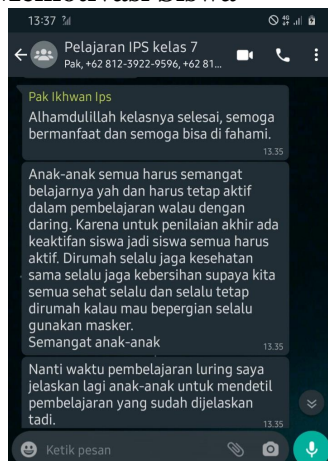 13:37
Pelajaran IPS kelas 7
Pak, +62 812-3922-9596, +62 81...
Pak Ikhwan Ips
Alhamdulillah kelasnya selesai, semoga
bermanfaat dan semoga bisa di fahami.
13.35
Anak-anak semua harus semangat
belajarnya yah dan harus tetap aktif
dalam pembelajaran walau dengan
daring. Karena untuk penilaian akhir ada
keaktifan siswa jadi siswa semua harus
aktif. Dirumah selalu jaga kesehatan
sama selalu jaga kebersihan supaya kita
semua sehat selalu dan selalu tetap
dirumah kalau mau bepergian selalu
gunakan masker.
Semangat anak-anak
13.35
Nanti waktu pembelajaran luring saya
jelaskan lagi anak-anak untuk mendetil
pembelajaran yang sudah dijelaskan
tadi.
13.35
Ketik pesan